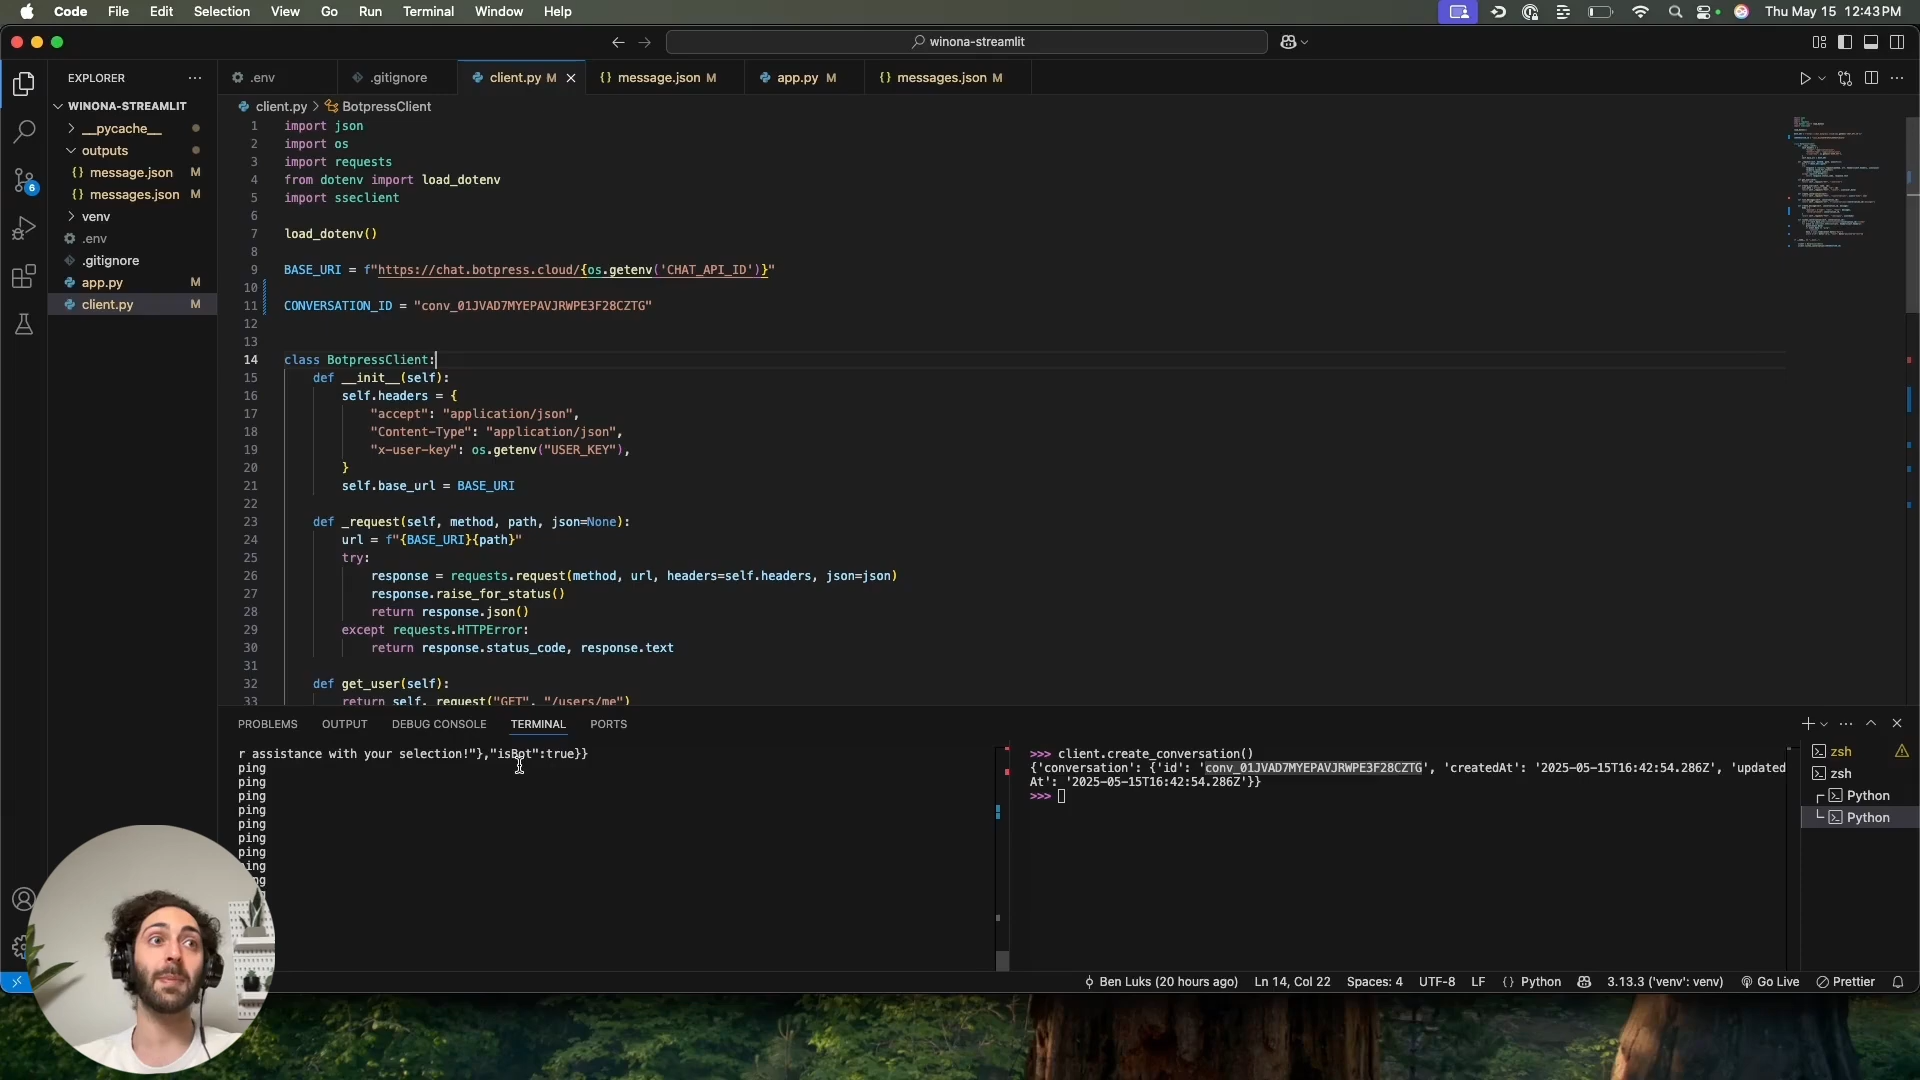 Code File Edit Selection View Go Run Terminal Window Help
Thu May 15 12:43 PM
winona-streamlit
EXPLORER
.env
.gitignore
client.py M
message.json M
app.py M
messages.json M
WINONA-STREAMLIT
__pycache__
outputs
message.json M
messages.json M
venv
.env
.gitignore
app.py M
client.py M
6
client.py > BotpressClient
1 import json
2 import os
3 import requests
4 from dotenv import load_dotenv
5 import sseclient
6
7 load_dotenv()
8
9 BASE_URI = f"https://chat.botpress.cloud/{os.getenv('CHAT_API_ID')}"
10
11 CONVERSATION_ID = "conv_01JVAD7MYEPAVJRWPE3F28CZTG"
12
13
14 class BotpressClient:
15 def __init__(self):
16 self.headers = {
17 "accept": "application/json",
18 "Content-Type": "application/json",
19 "x-user-key": os.getenv("USER_KEY"),
20 }
21 self.base_url = BASE_URI
22
23 def _request(self, method, path, json=None):
24 url = f"{BASE_URI}{path}"
25 try:
26 response = requests.request(method, url, headers=self.headers, json=json)
27 response.raise_for_status()
28 return response.json()
29 except requests.HTTPError:
30 return response.status_code, response.text
31
32 def get_user(self):
33 return self._request("GET", "/users/me")
PROBLEMS OUTPUT DEBUG CONSOLE TERMINAL PORTS
r assistance with your selection!"},"isBot":true}}
ping
ping
ping
ping
ping
ping
ping
>>> client.create_conversation()
{'conversation': {'id': 'conv_01JVAD7MYEPAVJRWPE3F28CZTG', 'createdAt': '2025-05-15T16:42:54.286Z', 'updated
At': '2025-05-15T16:42:54.286Z'}}
>>>
zsh
zsh
Python
Python
Ben Luks (20 hours ago) Ln 14, Col 22 Spaces: 4 UTF-8 LF {} Python 3.13.3 ('venv': venv) Go Live Prettier